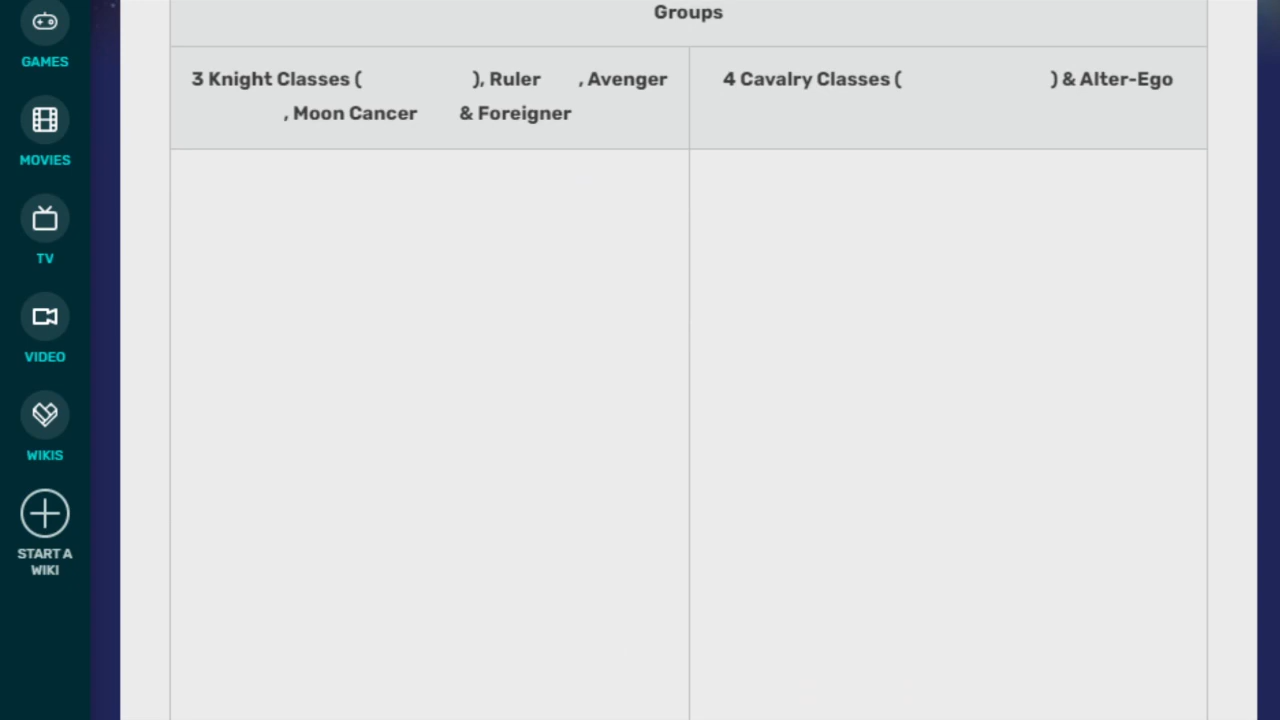 GAMES
MOVIES
TV
VIDEO
WIKIS
START A
WIKI
Groups
3 Knight Classes ( ), Ruler , Avenger
, Moon Cancer & Foreigner
4 Cavalry Classes ( ) & Alter-Ego